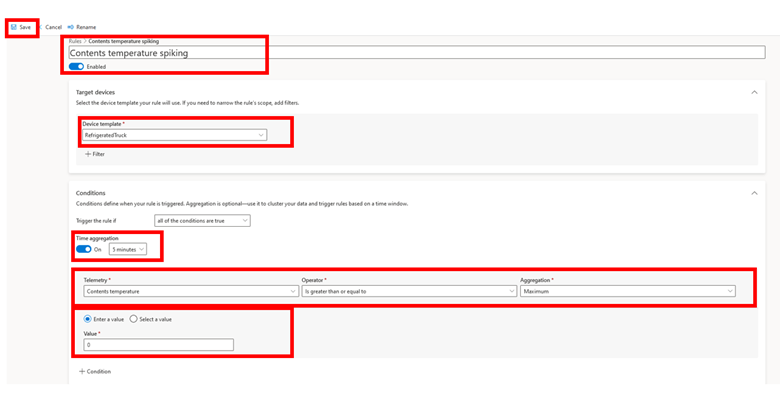 Save Cancel Rename
Rules > Contents temperature spiking
Contents temperature spiking
Enabled
Target devices
Select the device template your rule will use. If you need to narrow the rule's scope, add filters.
Device template *
RefrigeratedTruck
+ Filter
Conditions
Conditions define when your rule is triggered. Aggregation is optional—use it to cluster your data and trigger rules based on a time window.
Trigger the rule if all of the conditions are true
Time aggregation
On 5 minutes
Telemetry * Operator * Aggregation *
Contents temperature Is greater than or equal to Maximum
Enter a value Select a value
Value *
0
+ Condition